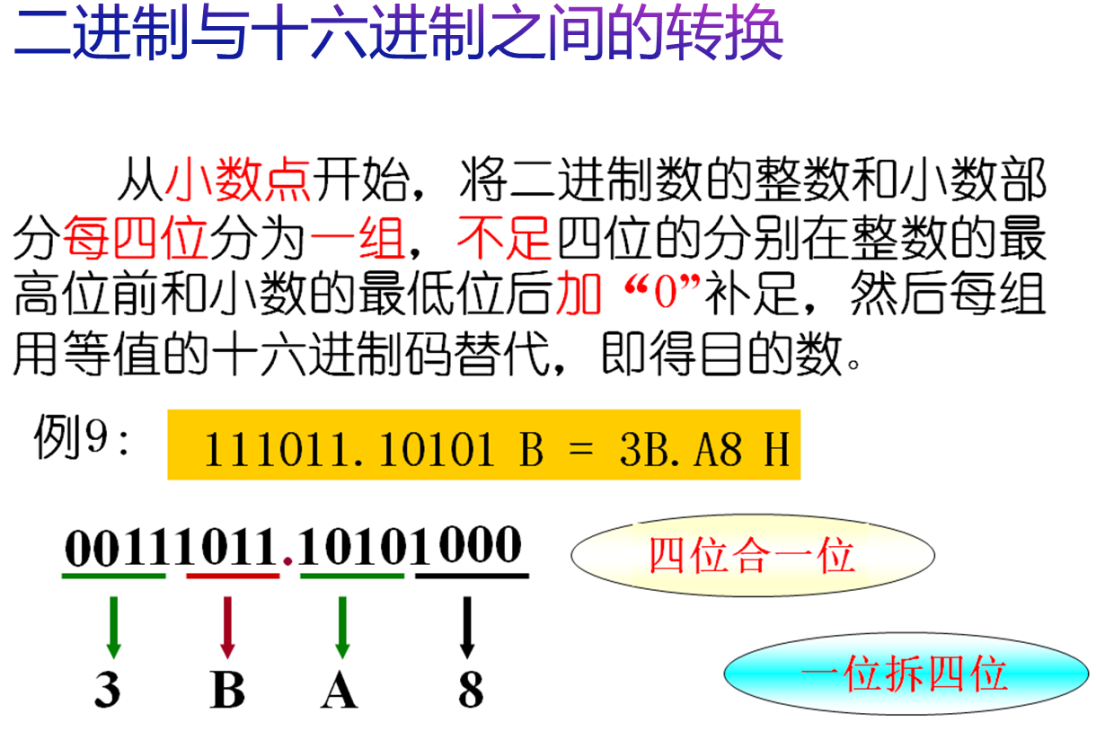 二进制与十六进制之间的转换
从小数点开始，将二进制数的整数和小数部
分每四位分为一组，不足四位的分别在整数的最
高位前和小数的最低位后加“0”补足，然后每组
用等值的十六进制码替代，即得目的数。
例9：
111011.10101 B = 3B.A8 H
00111011.10101000
四位合一位
3 B A 8
一位拆四位